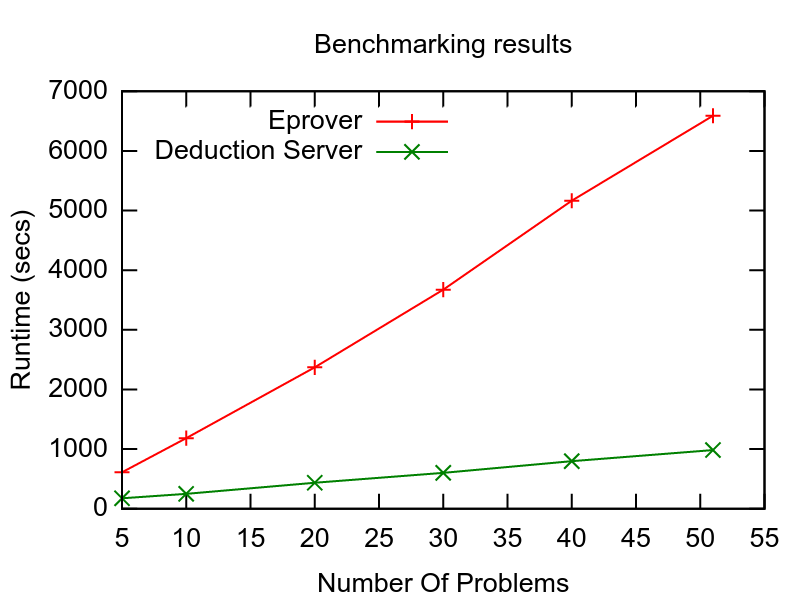 Benchmarking results
7000
6000
5000
4000
3000
2000
1000
0
Runtime (secs)
Eprover
Deduction Server
5 10 15 20 25 30 35 40 45 50 55
Number Of Problems